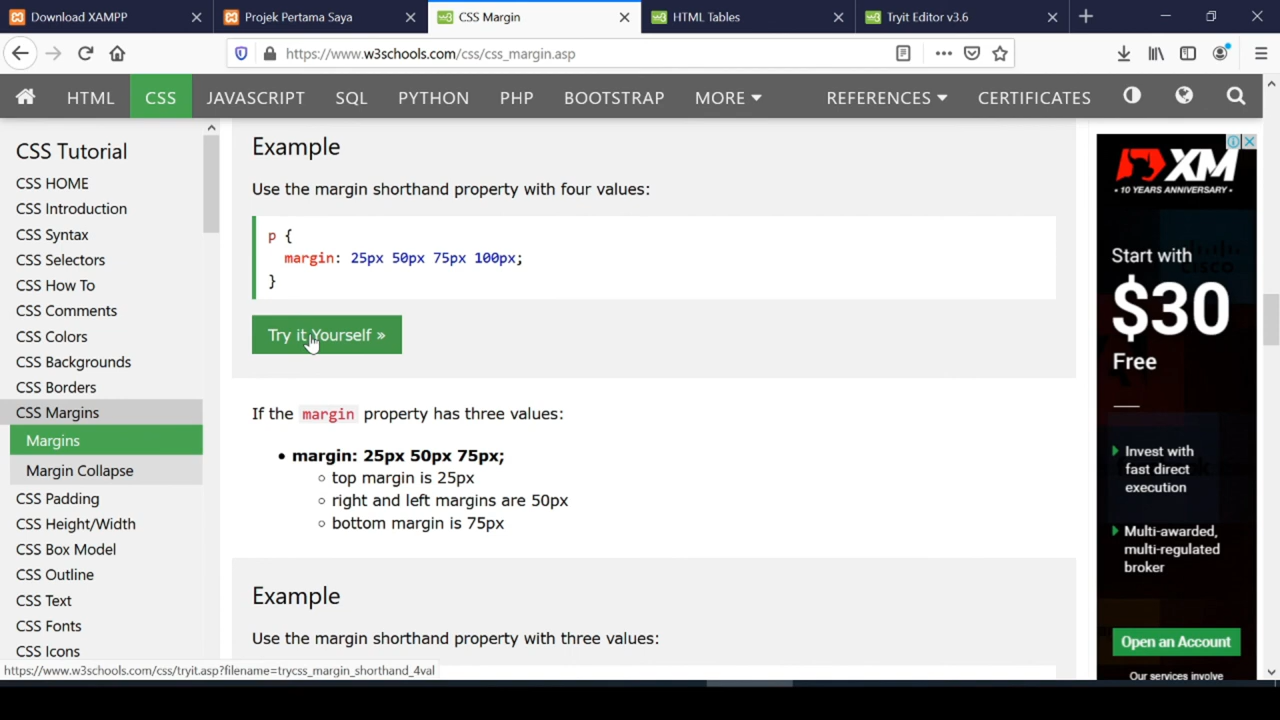 Download XAMPP
Projek Pertama Saya
CSS Margin
HTML Tables
Tryit Editor v3.6
https://www.w3schools.com/css/css_margin.asp
HTML CSS JAVASCRIPT SQL PYTHON PHP BOOTSTRAP MORE REFERENCES CERTIFICATES
CSS Tutorial
CSS HOME
CSS Introduction
CSS Syntax
CSS Selectors
CSS How To
CSS Comments
CSS Colors
CSS Backgrounds
CSS Borders
CSS Margins
Margins
Margin Collapse
CSS Padding
CSS Height/Width
CSS Box Model
CSS Outline
CSS Text
CSS Fonts
CSS Icons
Example
Use the margin shorthand property with four values:
p {
margin: 25px 50px 75px 100px;
}
Try it Yourself »
If the margin property has three values:
• margin: 25px 50px 75px;
○ top margin is 25px
○ right and left margins are 50px
○ bottom margin is 75px
Example
Use the margin shorthand property with three values:
XM
• 10 YEARS ANNIVERSARY •
Start with
$30
Free
Invest with
fast direct
execution
Multi-awarded,
multi-regulated
broker
Open an Account
Our services involve
https://www.w3schools.com/css/tryit.asp?filename=trycss_margin_shorthand_4val